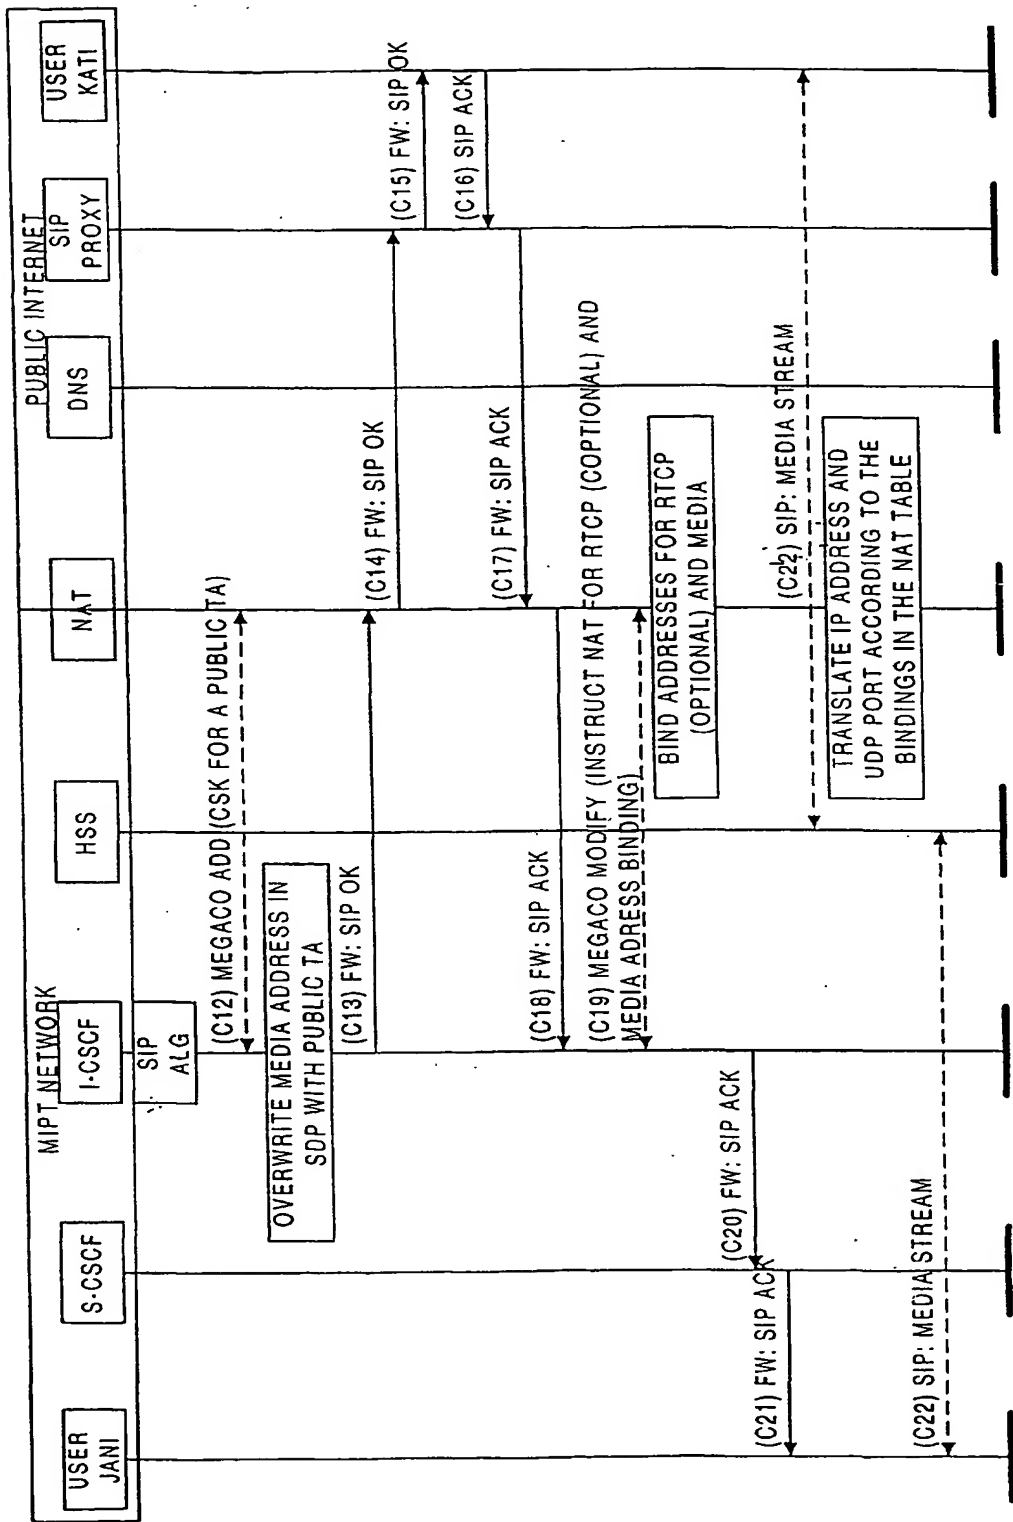 MIPT NETWORK
PUBLIC INTERNET
USER
JANI
S-CSCF
I-CSCF
SIP
ALG
HSS
NAT
DNS
SIP
PROXY
USER
KATI
(C12) MEGACO ADD (CSK FOR A PUBLIC TA)
OVERWRITE MEDIA ADDRESS IN
SDP WITH PUBLIC TA
(C13) FW: SIP OK
(C14) FW: SIP OK
(C15) FW: SIP OK
(C16) SIP ACK
(C17) FW: SIP ACK
(C18) FW: SIP ACK
(C19) MEGACO MODIFY (INSTRUCT NAT FOR RTCP (COPTIONAL) AND
MEDIA ADRESS BINDING)
BIND ADDRESSES FOR RTCP
(OPTIONAL) AND MEDIA
(C20) FW: SIP ACK
(C21) FW: SIP ACK
(C22) SIP: MEDIA STREAM
TRANSLATE IP ADDRESS AND
UDP PORT ACCORDING TO THE
BINDINGS IN THE NAT TABLE
(C22) SIP: MEDIA STREAM